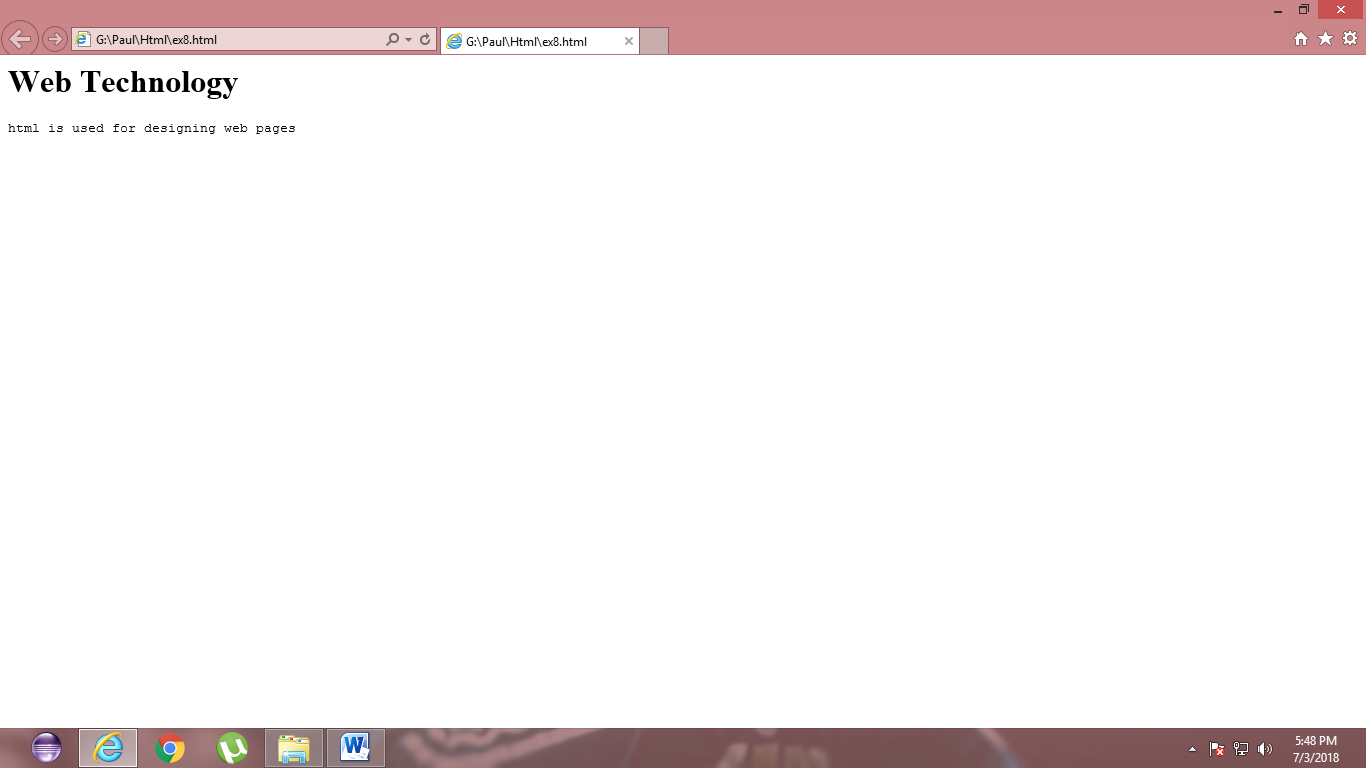 G:\Paul\Html\ex8.html
G:\Paul\Html\ex8.html
Web Technology
html is used for designing web pages
5:48 PM
7/3/2018